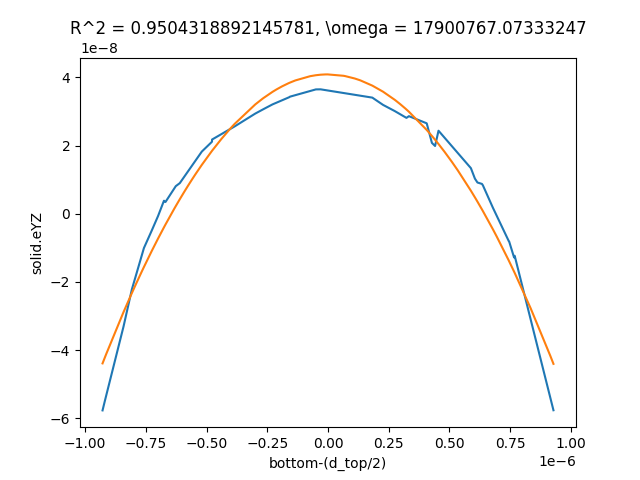 R^2 = 0.9504318892145781, \omega = 17900767.07333247
1e−8
4
2
0
−2
−4
−6
solid.eYZ
−1.00 −0.75 −0.50 −0.25 0.00 0.25 0.50 0.75 1.00
bottom-(d_top/2)
1e−6